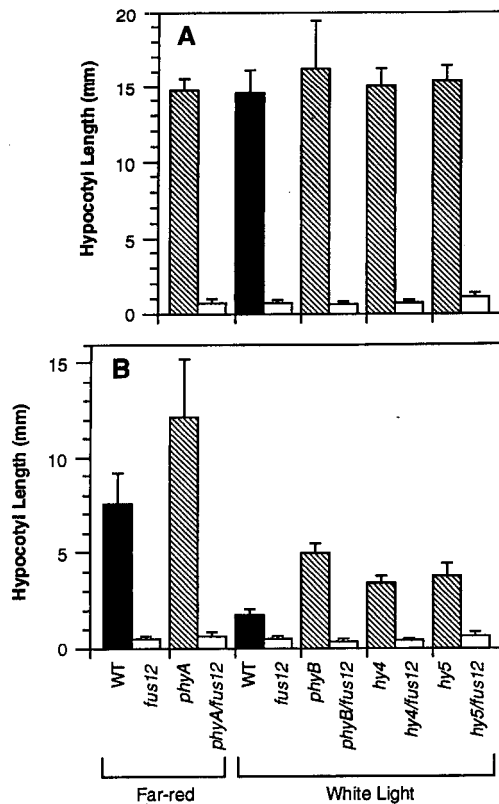 A
Hypocotyl Length (mm)
20
15
10
5
0
B
Hypocotyl Length (mm)
15
10
5
0
WT
fus12
phyA
phyA/fus12
WT
fus12
phyB
phyB/fus12
hy4
hy4/fus12
hy5
hy5/fus12
Far-red
White Light